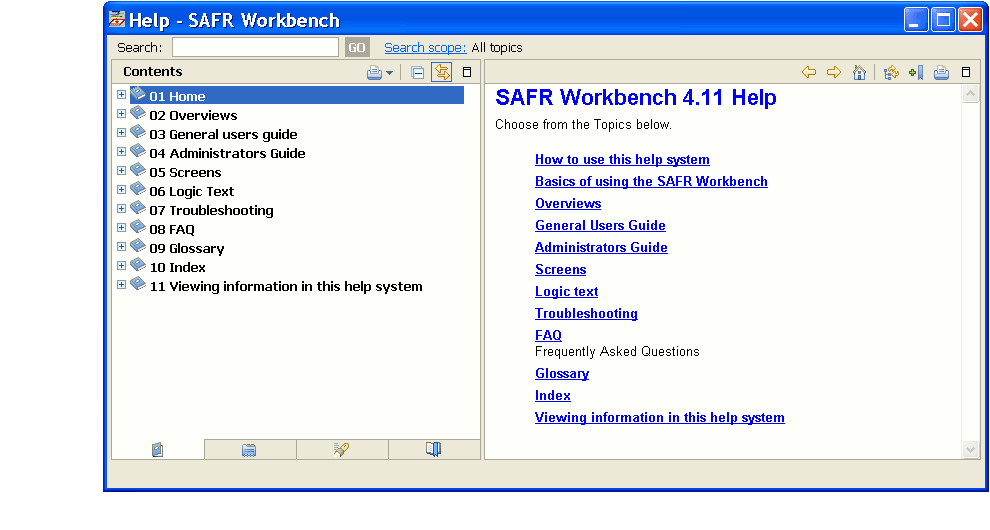 Help - SAFR Workbench
Search:
GO
Search scope: All topics
Contents
01 Home
02 Overviews
03 General users guide
04 Administrators Guide
05 Screens
06 Logic Text
07 Troubleshooting
08 FAQ
09 Glossary
10 Index
11 Viewing information in this help system
SAFR Workbench 4.11 Help
Choose from the Topics below.
How to use this help system
Basics of using the SAFR Workbench
Overviews
General Users Guide
Administrators Guide
Screens
Logic text
Troubleshooting
FAQ
Frequently Asked Questions
Glossary
Index
Viewing information in this help system